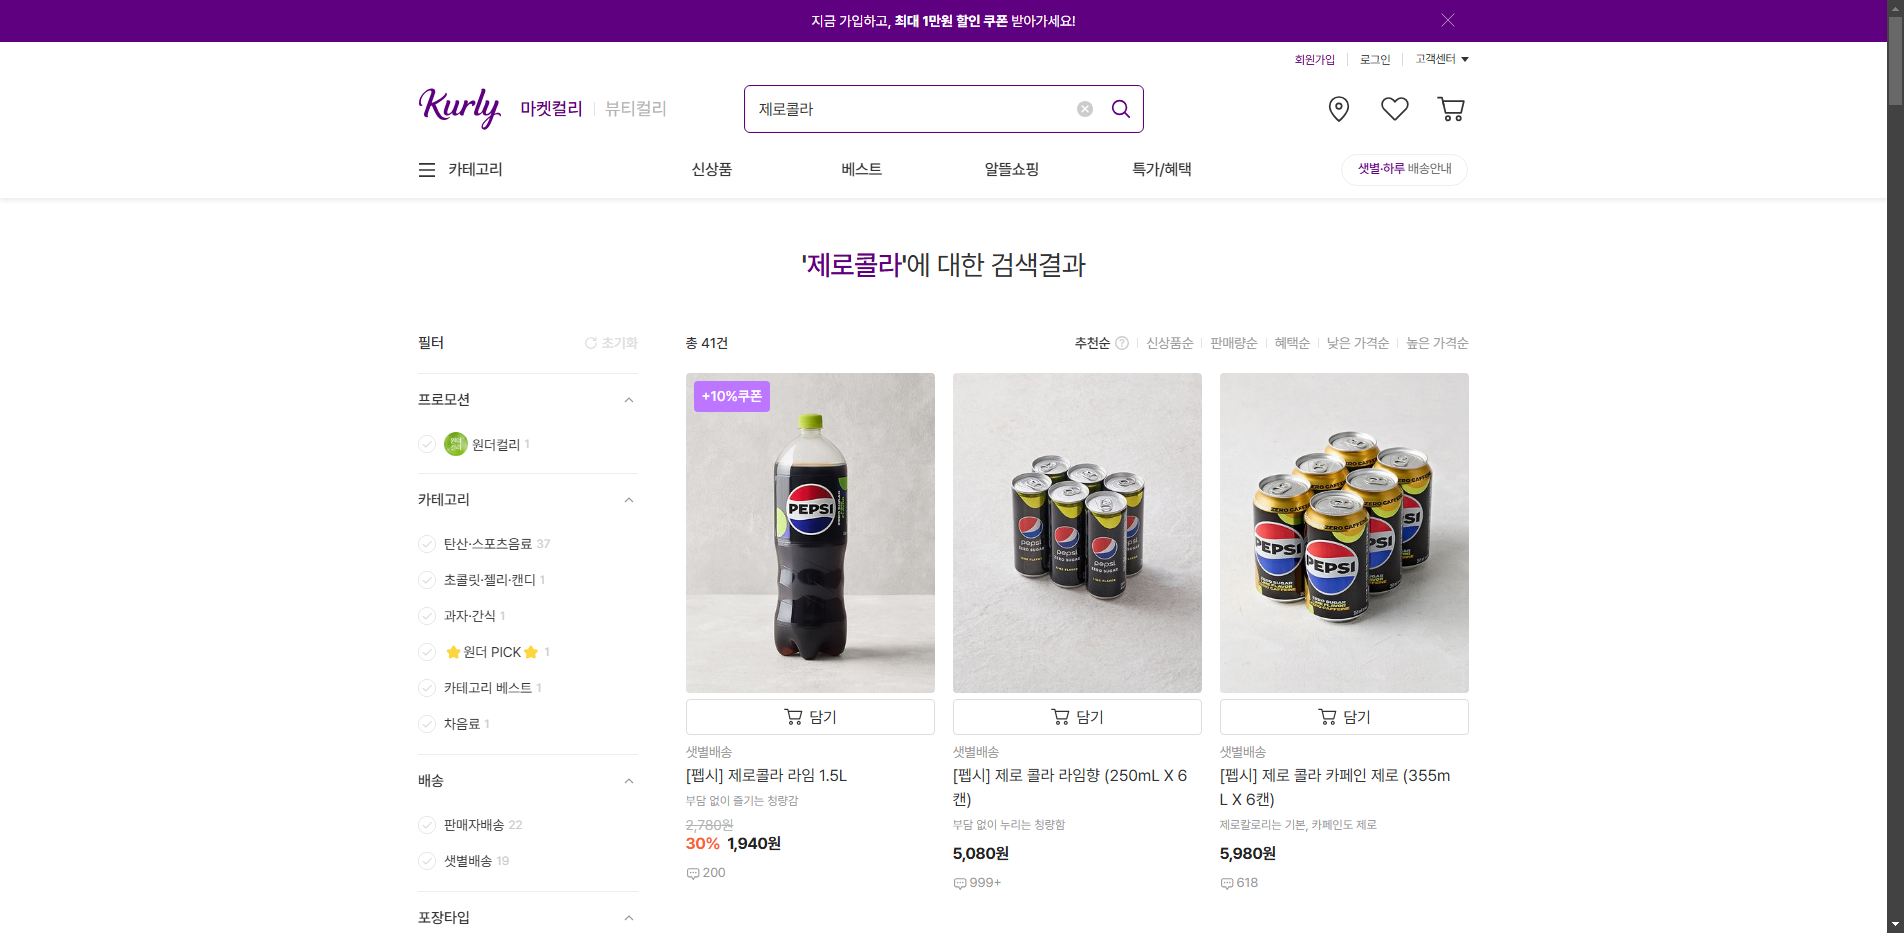 지금 가입하고, 최대 1만원 할인 쿠폰 받아가세요!
회원가입 로그인 고객센터
Kurly 마켓컬리 뷰티컬리
제로콜라
카테고리 신상품 베스트 알뜰쇼핑 특가/혜택 샛별·하루 배송안내
'제로콜라'에 대한 검색결과
필터 초기화
총 41건 추천순 신상품순 판매량순 혜택순 낮은 가격순 높은 가격순
프로모션
원더컬리 1
카테고리
탄산·스포츠음료 37
초콜릿·젤리·캔디 1
과자·간식 1
⭐원더 PICK⭐ 1
카테고리 베스트 1
차음료 1
배송
판매자배송 22
샛별배송 19
포장타입
+10%쿠폰
PEPSI
담기
샛별배송
[펩시] 제로콜라 라임 1.5L
부담 없이 즐기는 청량감
2,780원
30% 1,940원
200
pepsi
ZERO SUGAR
pepsi
ZERO SUGAR
담기
샛별배송
[펩시] 제로 콜라 라임향 (250mL X 6
캔)
부담 없이 누리는 청량함
5,080원
999+
ZERO CAFFEINE
PEPSI
PEPSI
ZERO SUGAR
담기
샛별배송
[펩시] 제로 콜라 카페인 제로 (355m
L X 6캔)
제로칼로리는 기본, 카페인도 제로
5,980원
618